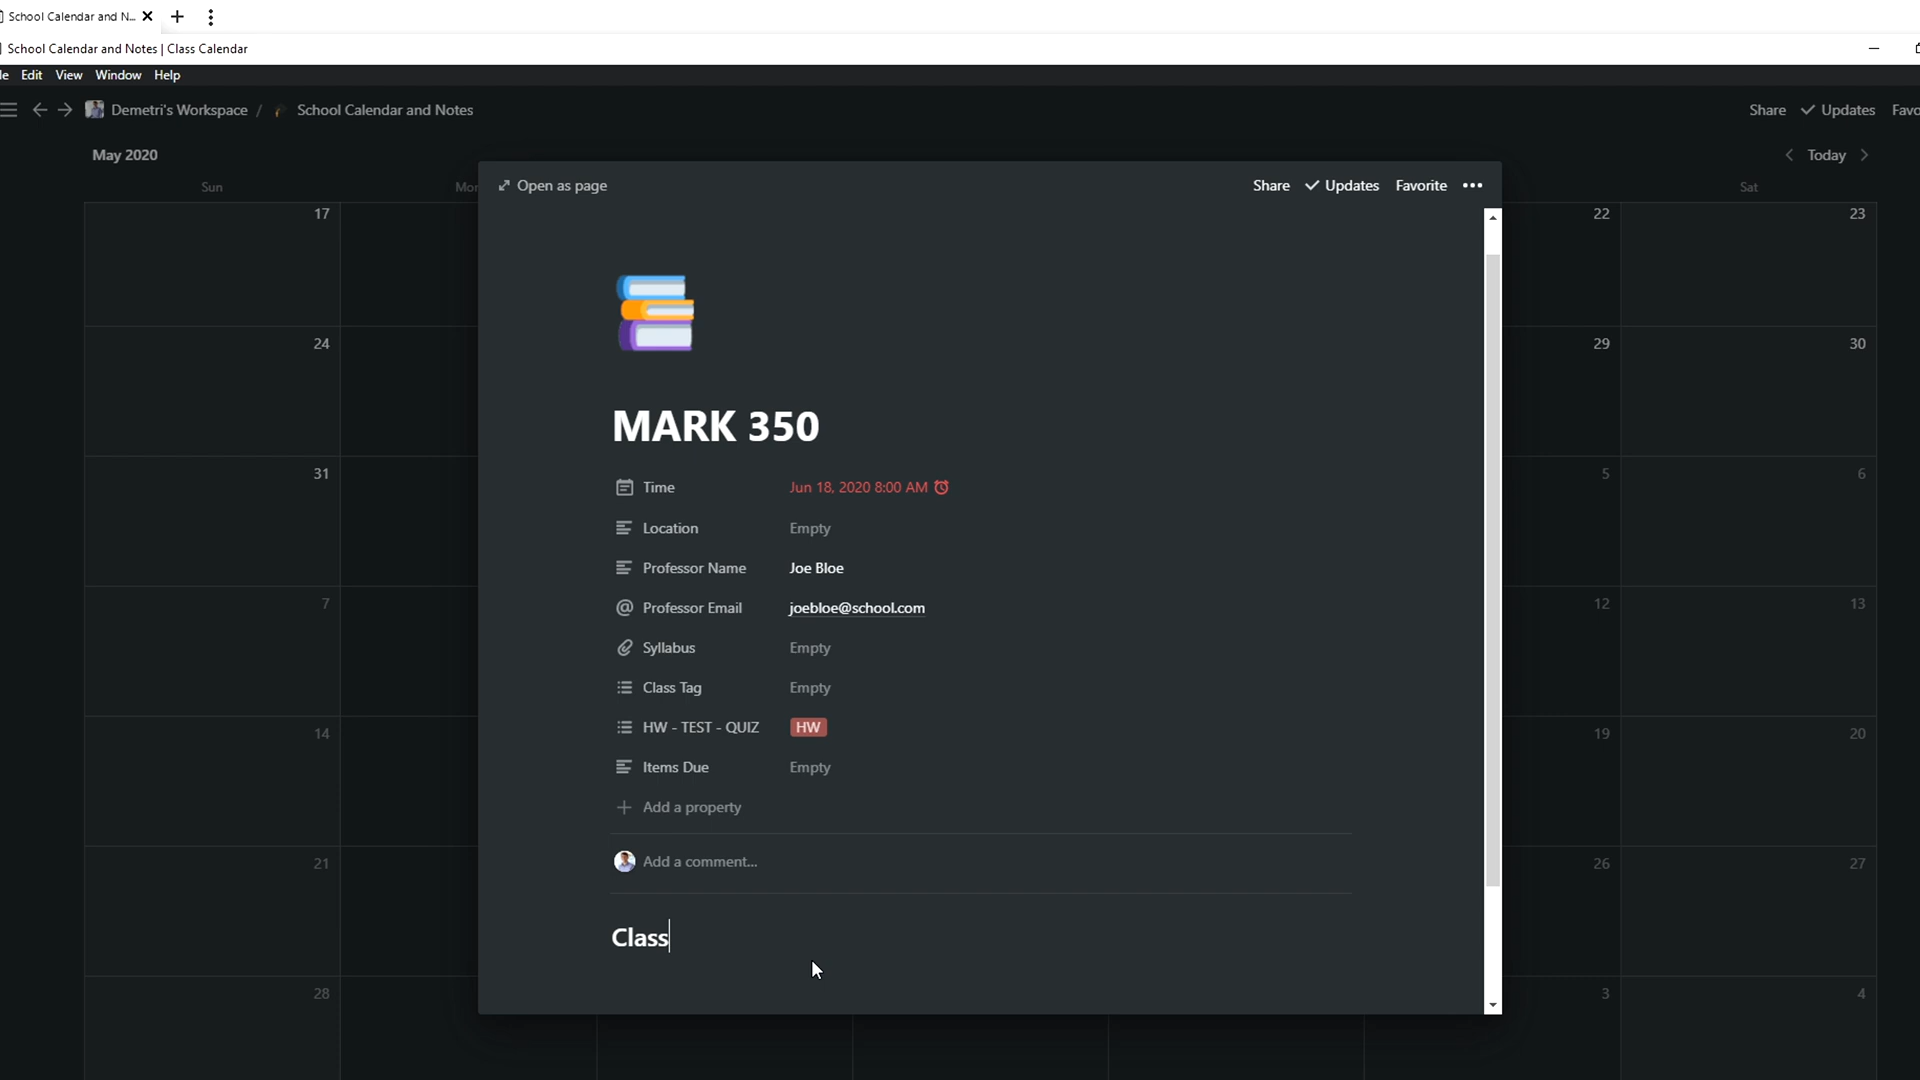 School Calendar and N...
School Calendar and Notes | Class Calendar
Edit View Window Help
Demetri's Workspace / School Calendar and Notes
Share Updates
May 2020
Today
Sun
Sat
17
22
23
24
29
30
31
5
6
7
12
13
14
19
20
21
26
27
28
3
4
Open as page
Share Updates Favorite
MARK 350
Time Jun 18, 2020 8:00 AM
Location Empty
Professor Name Joe Bloe
Professor Email joebloe@school.com
Syllabus Empty
Class Tag Empty
HW - TEST - QUIZ HW
Items Due Empty
Add a property
Add a comment...
Class